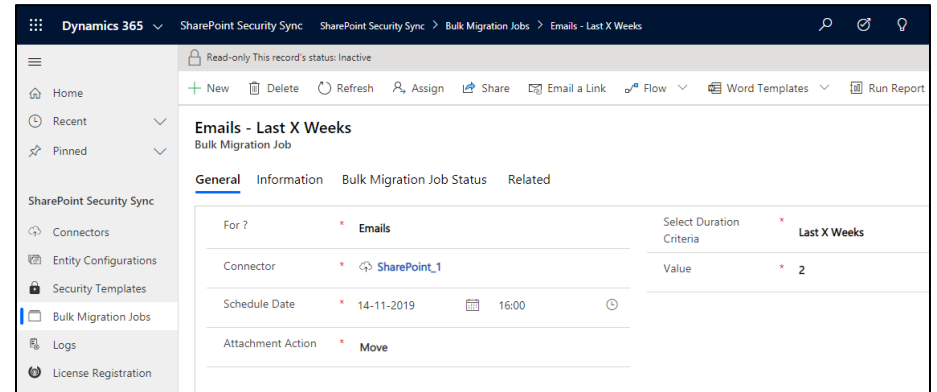 Dynamics 365 SharePoint Security Sync SharePoint Security Sync > Bulk Migration Jobs > Emails - Last X Weeks
Read-only This record's status: Inactive
New Delete Refresh Assign Share Email a Link Flow Word Templates Run Report
Home
Recent
Pinned
SharePoint Security Sync
Connectors
Entity Configurations
Security Templates
Bulk Migration Jobs
Logs
License Registration
Emails - Last X Weeks
Bulk Migration Job
General Information Bulk Migration Job Status Related
For ? * Emails
Connector * SharePoint_1
Schedule Date * 14-11-2019 16:00
Attachment Action * Move
Select Duration * Last X Weeks
Criteria
Value * 2